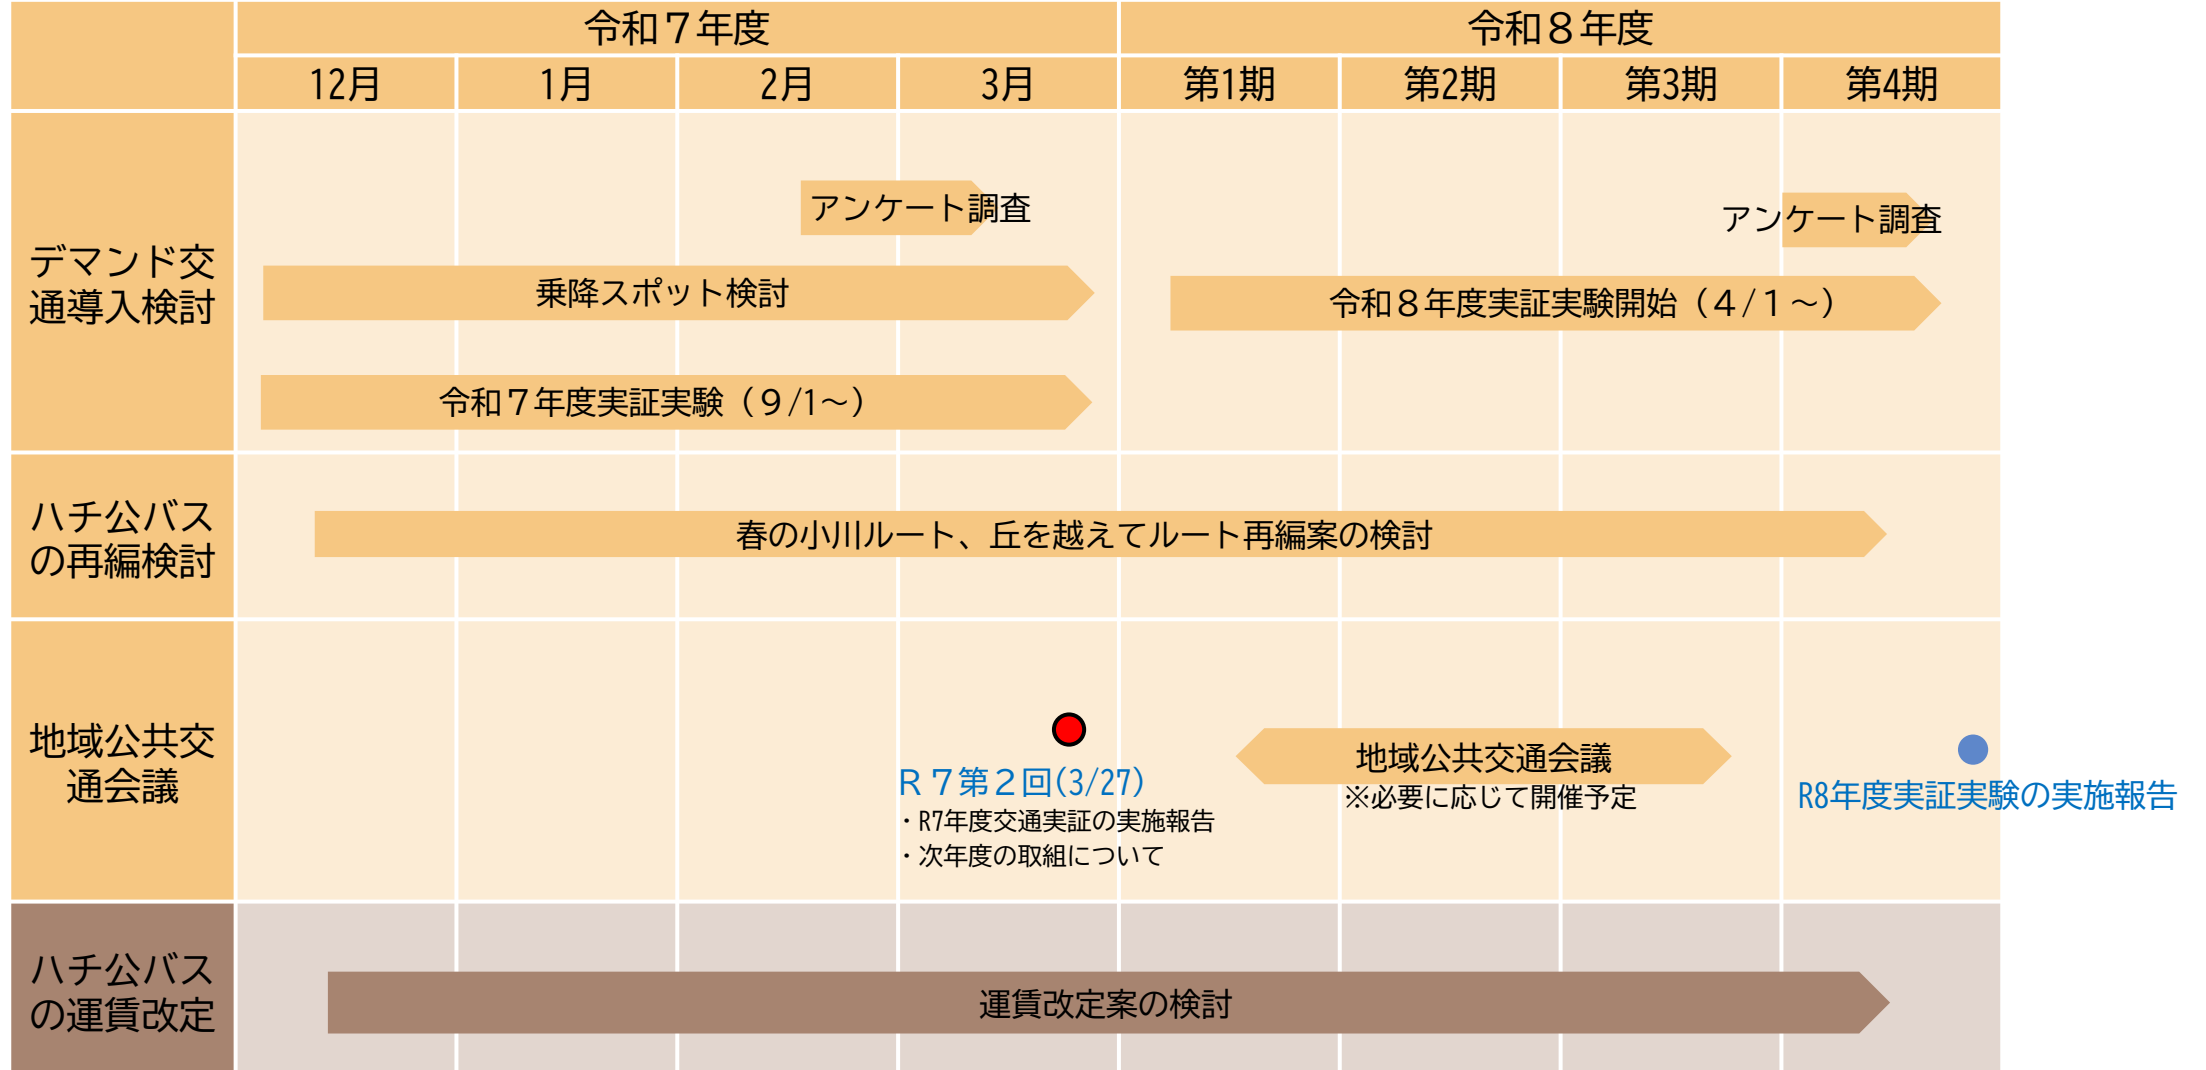 令和７年度
令和８年度
12月
1月
2月
3月
第1期
第2期
第3期
第4期
デマンド交
通導入検討
アンケート調査
アンケート調査
乗降スポット検討
令和８年度実証実験開始（４/１～）
令和７年度実証実験（９/1～）
ハチ公バス
の再編検討
春の小川ルート、丘を越えてルート再編案の検討
地域公共交
通会議
Ｒ７第２回(3/27)
・R7年度交通実証の実施報告
・次年度の取組について
地域公共交通会議
※必要に応じて開催予定
R8年度実証実験の実施報告
ハチ公バス
の運賃改定
運賃改定案の検討